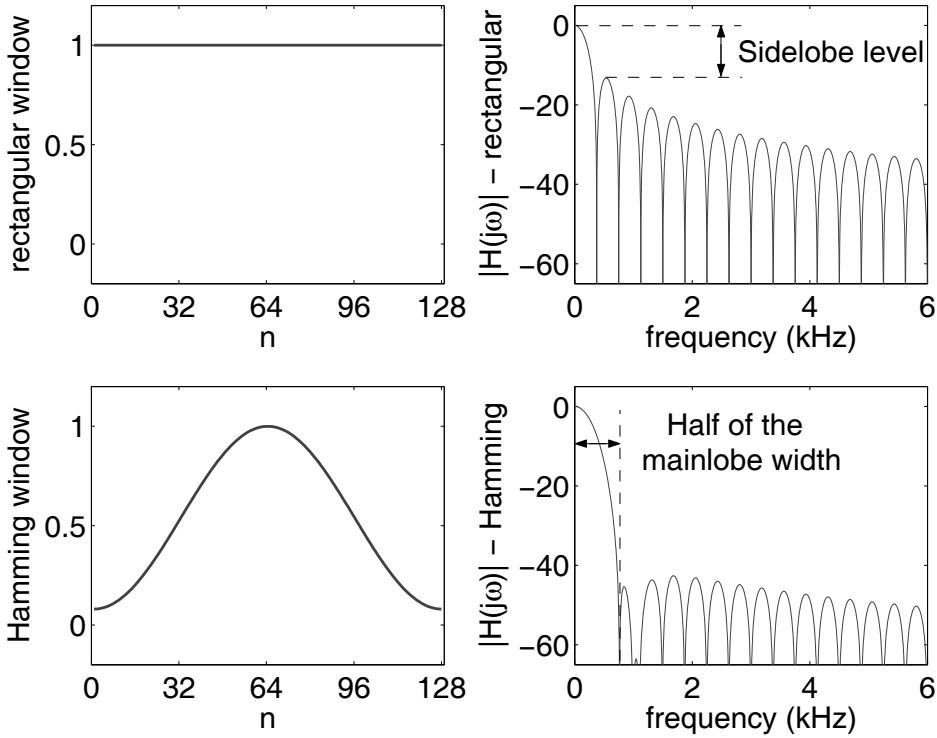 rectangular window
1
0.5
0
0 32 64 96 128
n
|H(jω)| − rectangular
0
−20
−40
−60
Sidelobe level
0 2 4 6
frequency (kHz)
Hamming window
1
0.5
0
0 32 64 96 128
n
|H(jω)| − Hamming
0
−20
−40
−60
Half of the
mainlobe width
0 2 4 6
frequency (kHz)